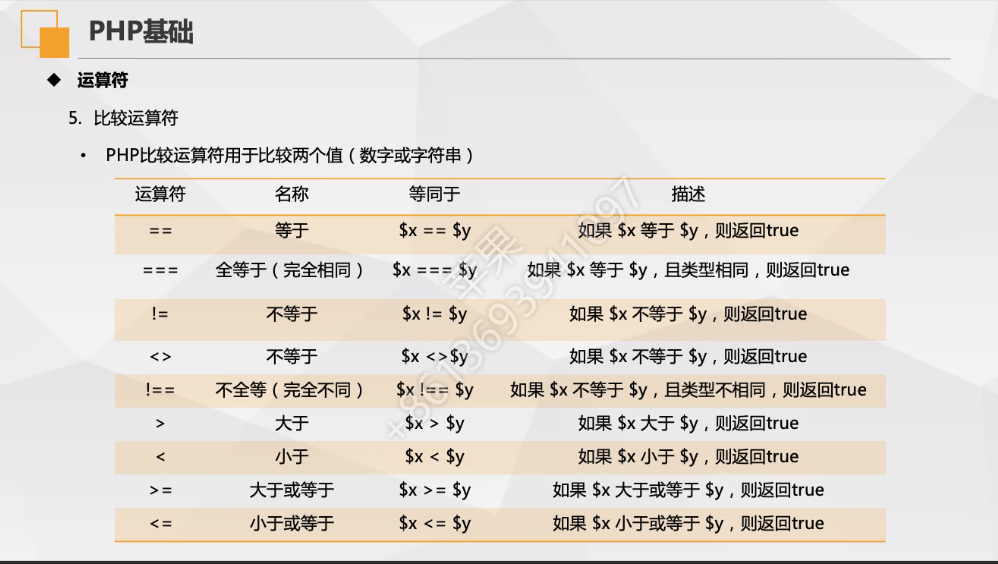 PHP基础
◆ 运算符
5. 比较运算符
• PHP比较运算符用于比较两个值（数字或字符串）
运算符 名称 等同于 描述
== 等于 $x == $y 如果 $x 等于 $y，则返回true
=== 全等于（完全相同） $x === $y 如果 $x 等于 $y，且类型相同，则返回true
!= 不等于 $x != $y 如果 $x 不等于 $y，则返回true
<> 不等于 $x <>$y 如果 $x 不等于 $y，则返回true
!== 不全等（完全不同） $x !== $y 如果 $x 不等于 $y，且类型不相同，则返回true
> 大于 $x > $y 如果 $x 大于 $y，则返回true
< 小于 $x < $y 如果 $x 小于 $y，则返回true
>= 大于或等于 $x >= $y 如果 $x 大于或等于 $y，则返回true
<= 小于或等于 $x <= $y 如果 $x 小于或等于 $y，则返回true
苹果
+8613693941097